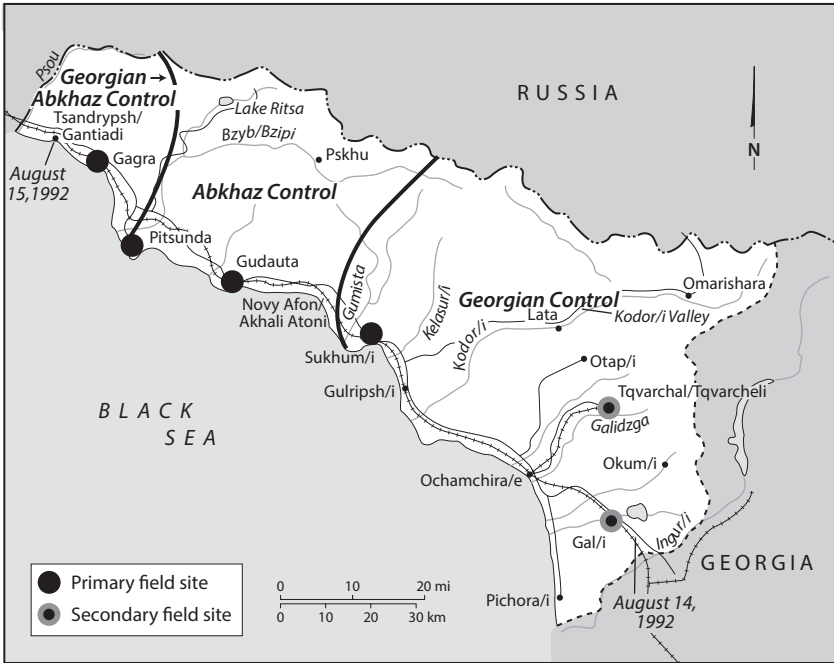 Psou
Georgian →
Abkhaz Control
Tsandrypsh/
Gantiadi
August
15,1992
Gagra
Pitsunda
Lake Ritsa
Bzyb/Bzipi
Pskhu
Abkhaz Control
RUSSIA
N
Gudauta
Novy Afon/
Akhali Atoni
Gumista
Sukhum/i
Kelasur/i
Kodor/i
Georgian Control
Lata
Omarishara
Kodor/i Valley
Gulripsh/i
Otap/i
Tqvarchal/Tqvarcheli
Galidzga
BLACK
SEA
Ochamchira/e
Okum/i
Gal/i
Ingur/i
GEORGIA
Pichora/i
August 14,
1992
Primary field site
Secondary field site
0 10 20 mi
0 10 20 30 km